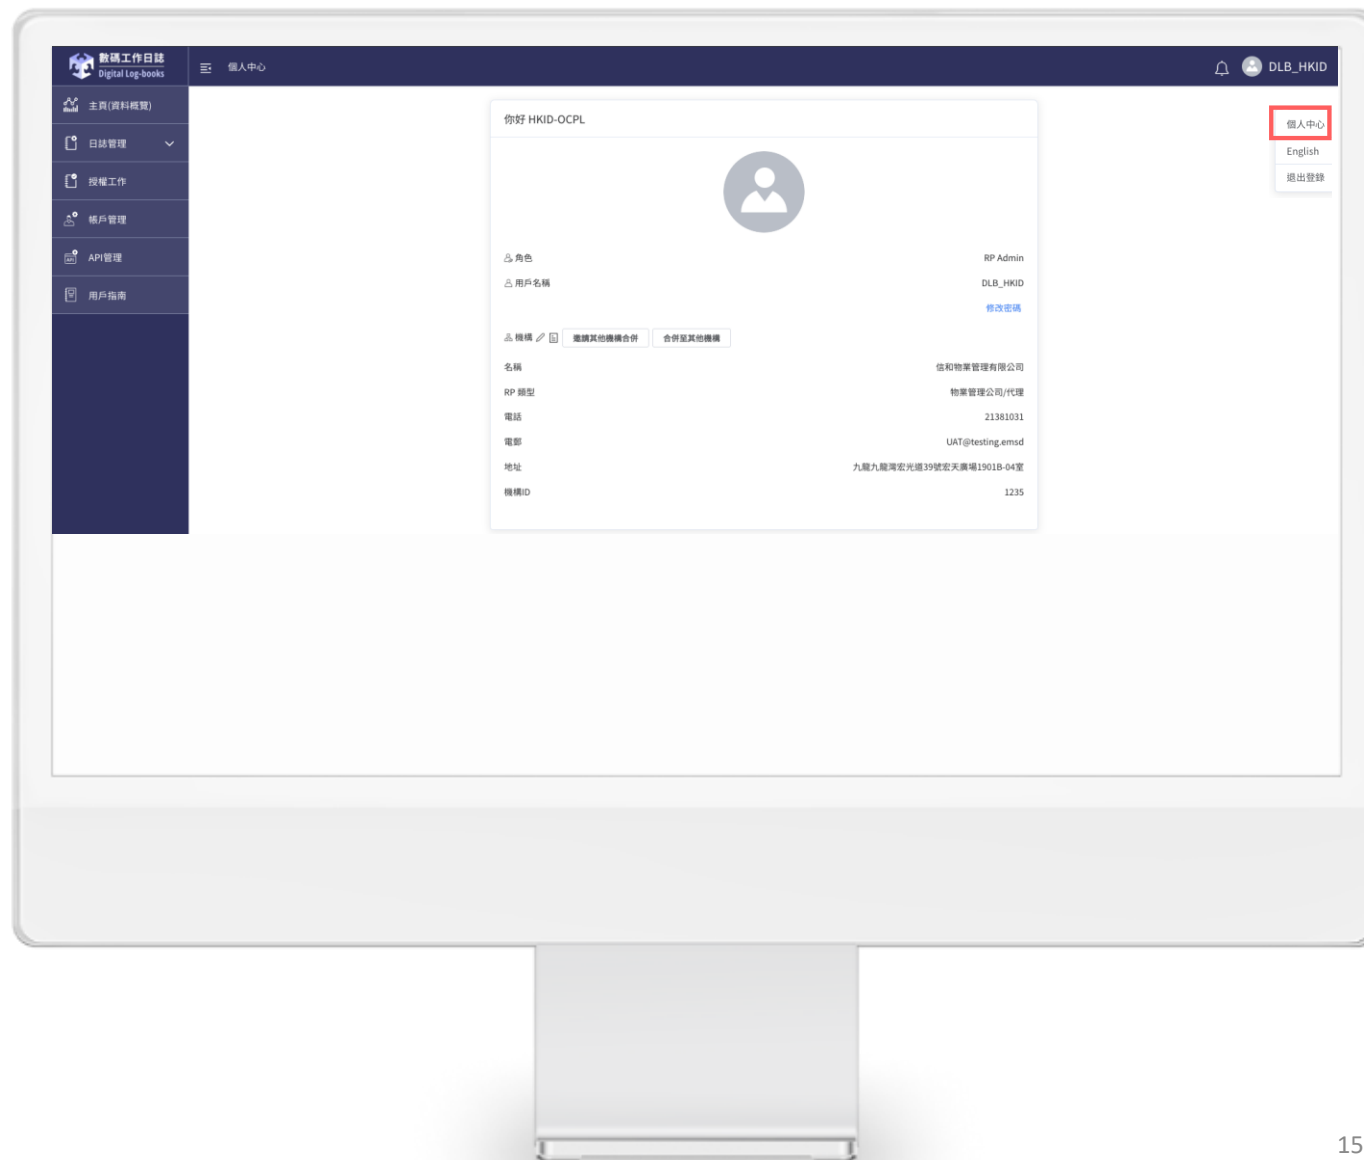 數碼工作日誌
Digital Log-books
個人中心
DLB_HKID
主頁(資料概覽)
日誌管理
授權工作
帳戶管理
API管理
用戶指南
你好 HKID-OCPL
個人中心
English
退出登錄
角色 RP Admin
用戶名稱 DLB_HKID
修改密碼
機構 邀請其他機構合併 合併至其他機構
名稱 信和物業管理有限公司
RP 類型 物業管理公司/代理
電話 21381031
電郵 UAT@testing.emsd
地址 九龍九龍灣宏光道39號宏天廣場1901B-04室
機構ID 1235
15